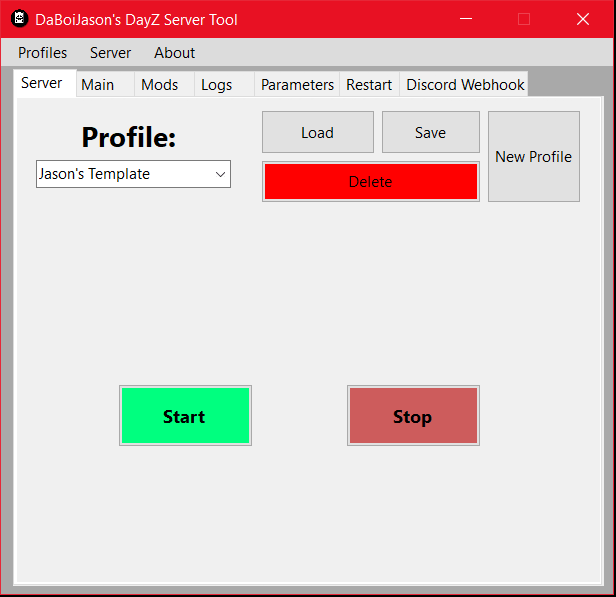 DaBoiJason's DayZ Server Tool
Profiles Server About
Server Main Mods Logs Parameters Restart Discord Webhook
Profile:
Load Save
New Profile
Jason's Template
Delete
Start Stop